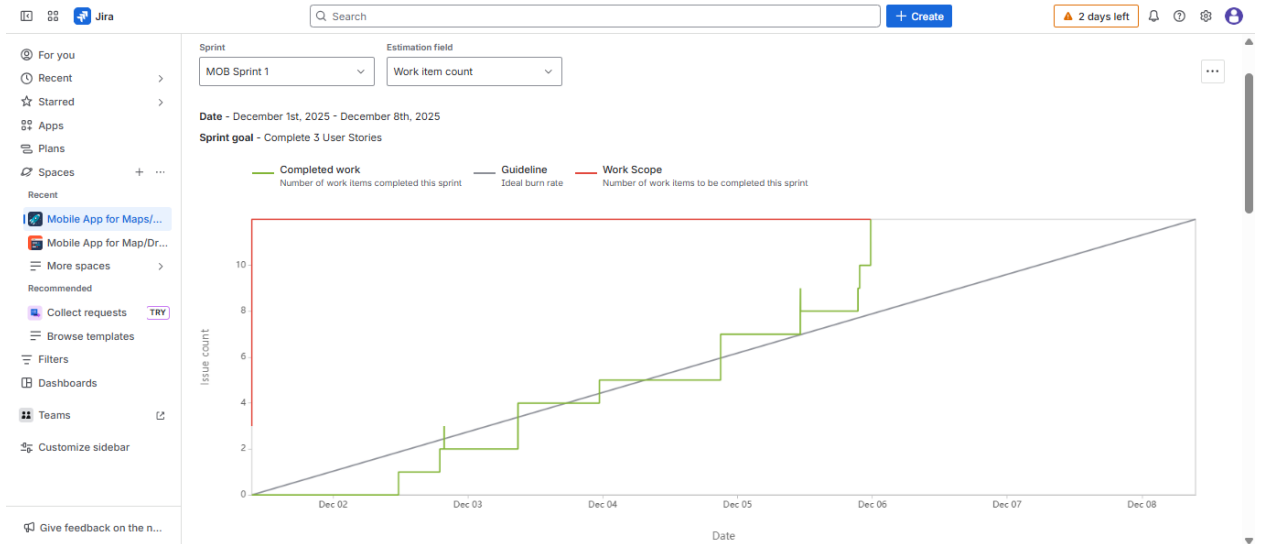 Jira
Search
+ Create
2 days left
For you
Recent
Starred
Apps
Plans
Spaces
Recent
Mobile App for Maps/...
Mobile App for Map/Dr...
More spaces
Recommended
Collect requests TRY
Browse templates
Filters
Dashboards
Teams
Customize sidebar
Give feedback on the n...
Sprint
MOB Sprint 1
Estimation field
Work item count
Date - December 1st, 2025 - December 8th, 2025
Sprint goal - Complete 3 User Stories
Completed work
Number of work items completed this sprint
Guideline
Ideal burn rate
Work Scope
Number of work items to be completed this sprint
Issue count
10
8
6
4
2
0
Dec 02 Dec 03 Dec 04 Dec 05 Dec 06 Dec 07 Dec 08
Date